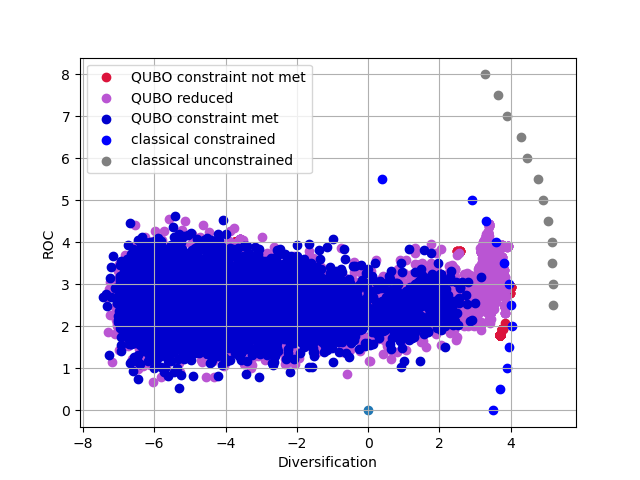 QUBO constraint not met
QUBO reduced
QUBO constraint met
classical constrained
classical unconstrained
8
7
6
5
4
3
2
1
0
ROC
−8 −6 −4 −2 0 2 4
Diversification